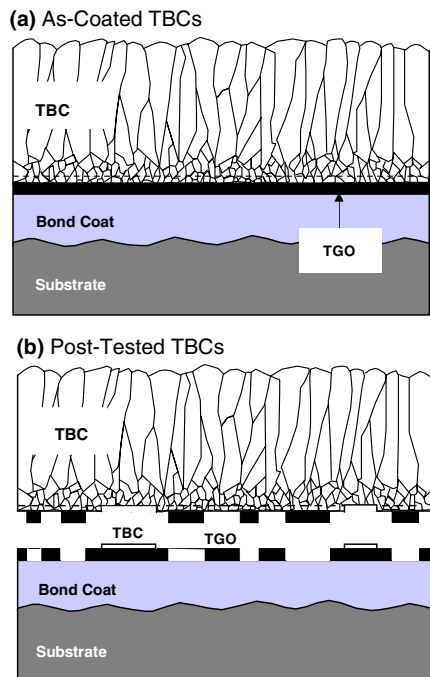 (a) As-Coated TBCs
TBC
Bond Coat
TGO
Substrate
(b) Post-Tested TBCs
TBC
TBC
TGO
Bond Coat
Substrate